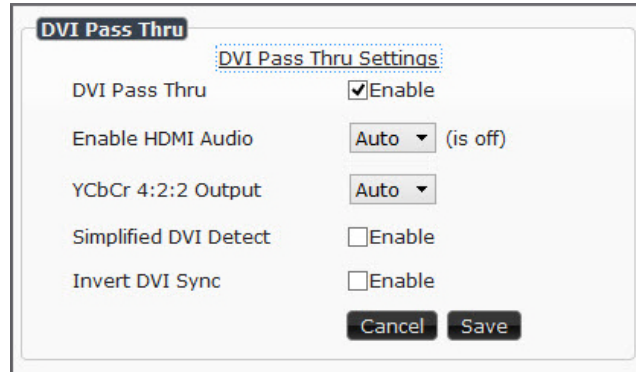 DVI Pass Thru
DVI Pass Thru Settings
DVI Pass Thru Enable
Enable HDMI Audio Auto (is off)
YCbCr 4:2:2 Output Auto
Simplified DVI Detect Enable
Invert DVI Sync Enable
Cancel Save